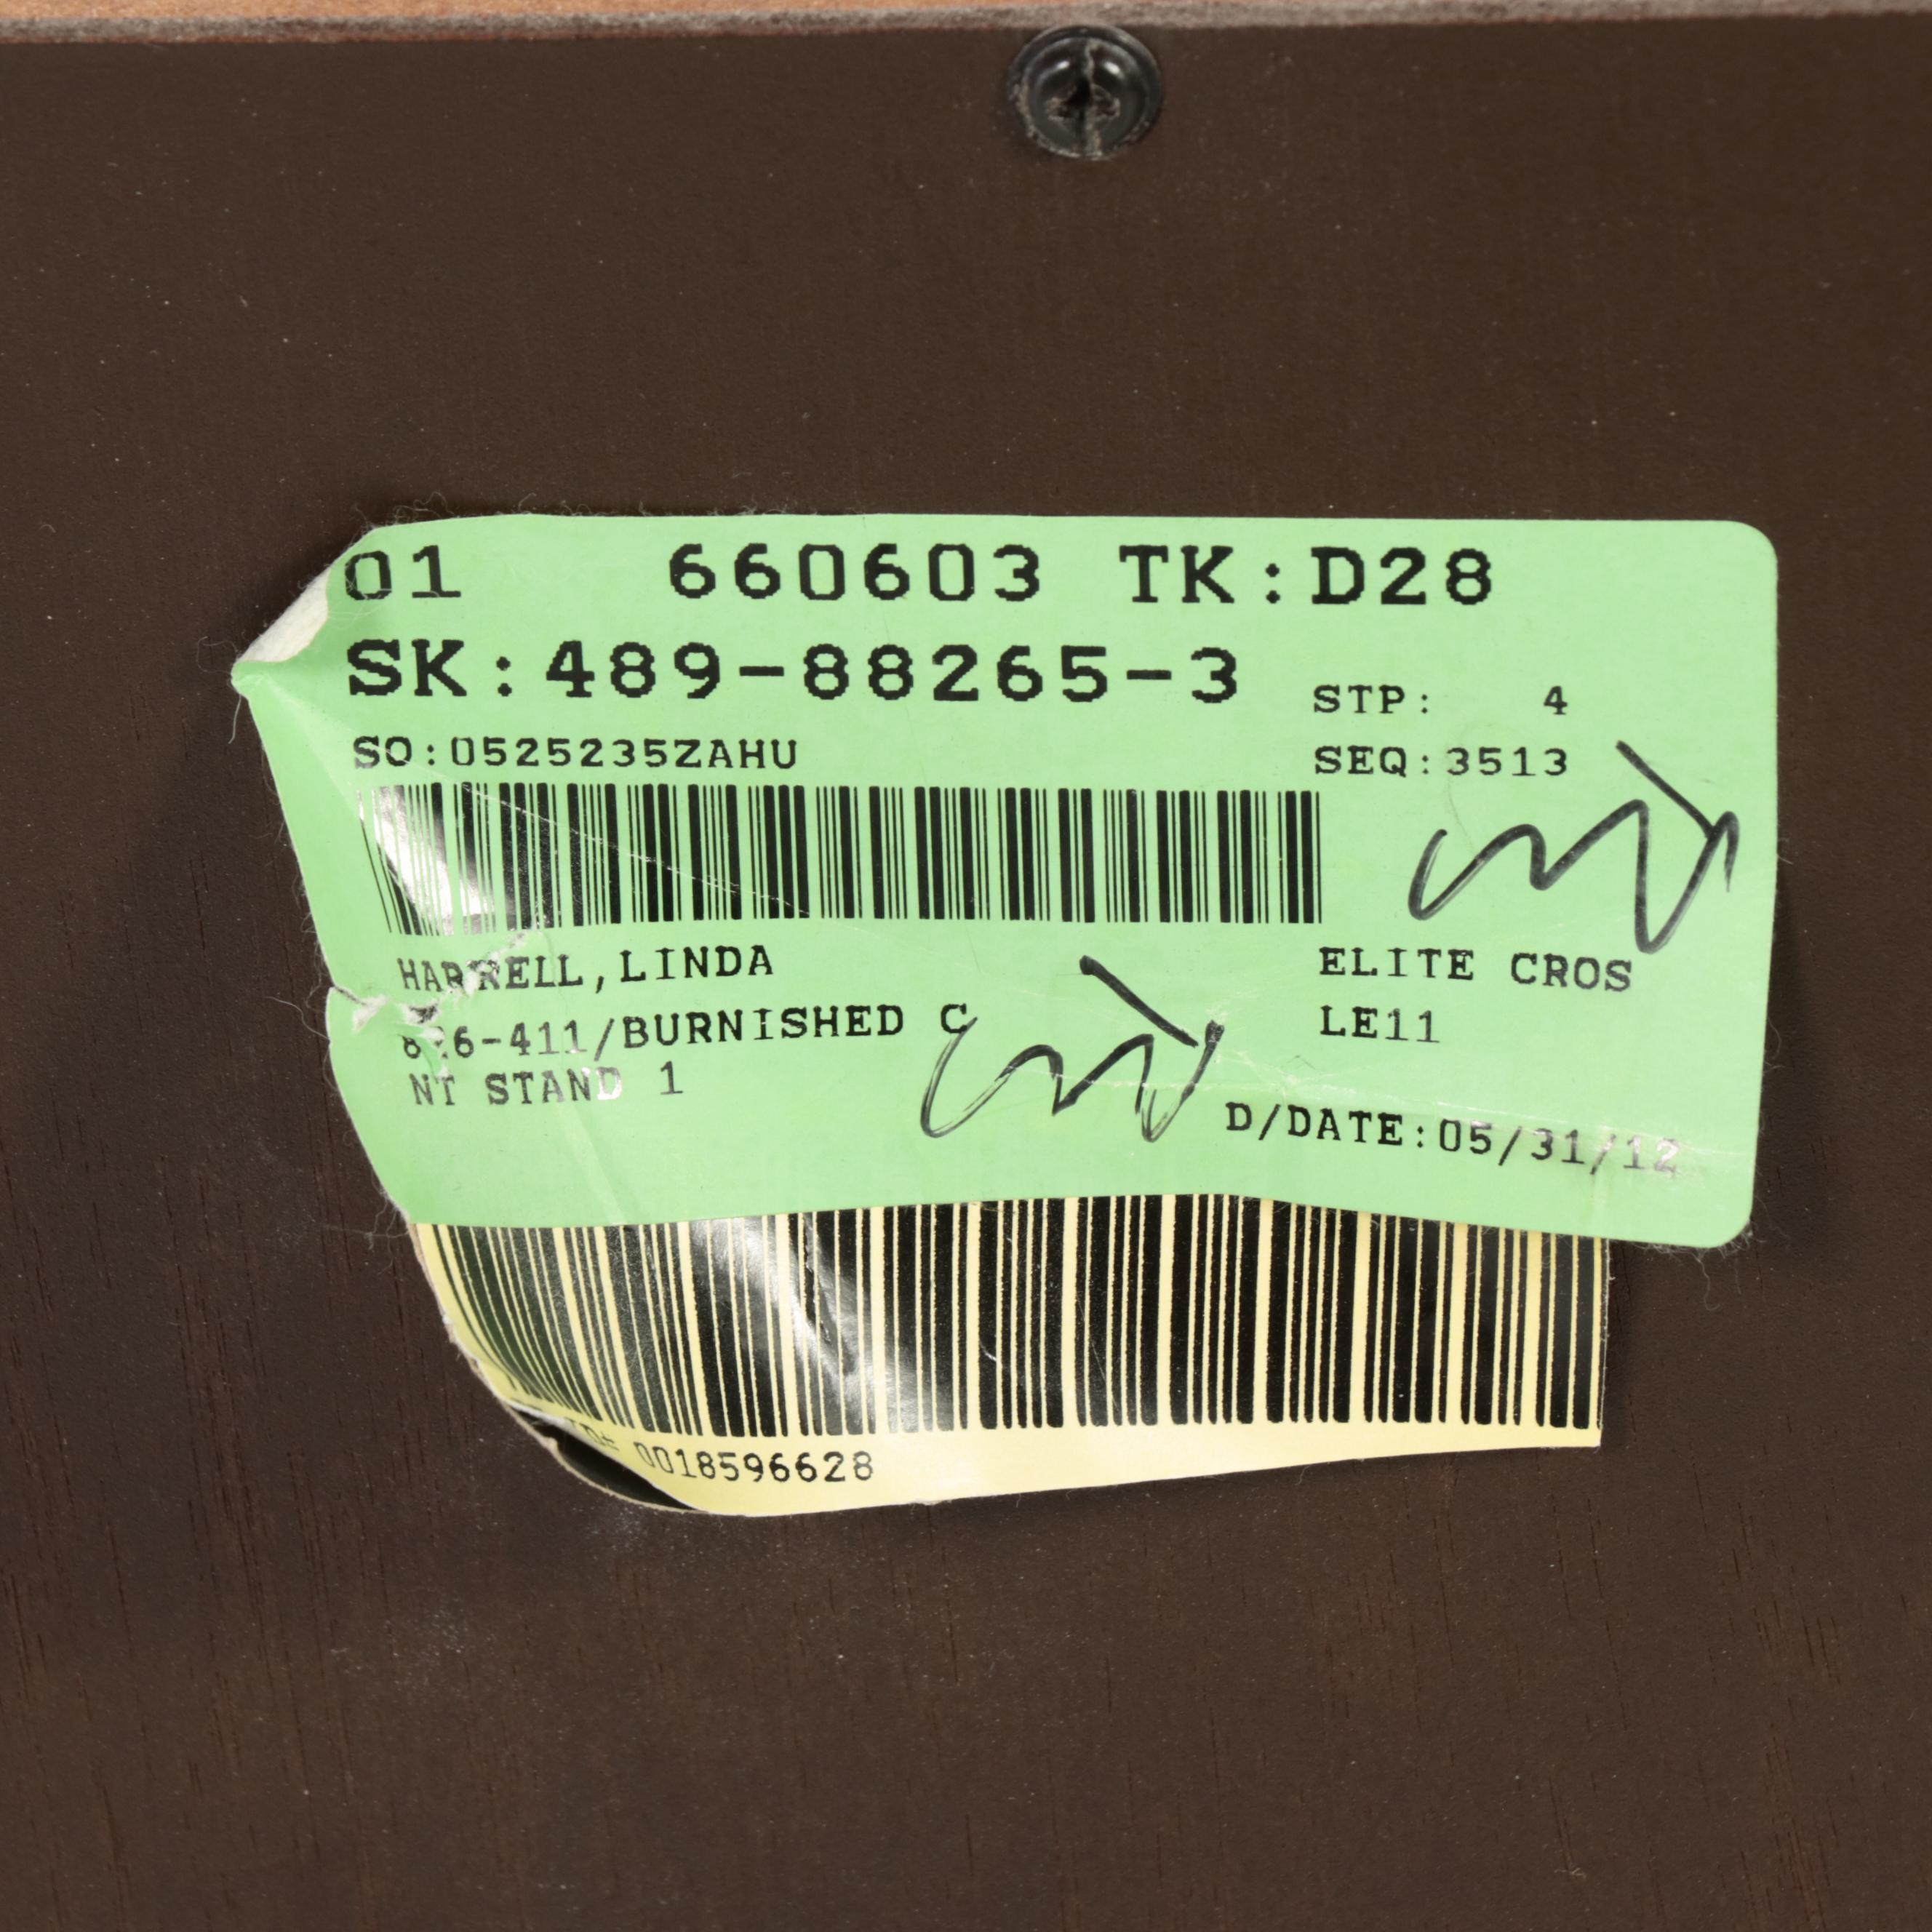 01 660603 TK:D28
SK:489-88265-3
STP: 4
SO:0525235ZAHU
SEQ:3513
HARRELL,LINDA
ELITE CROS
/BURNISHED C
LE11
NT STAND 1
D/DATE:05/31/12
0018596628